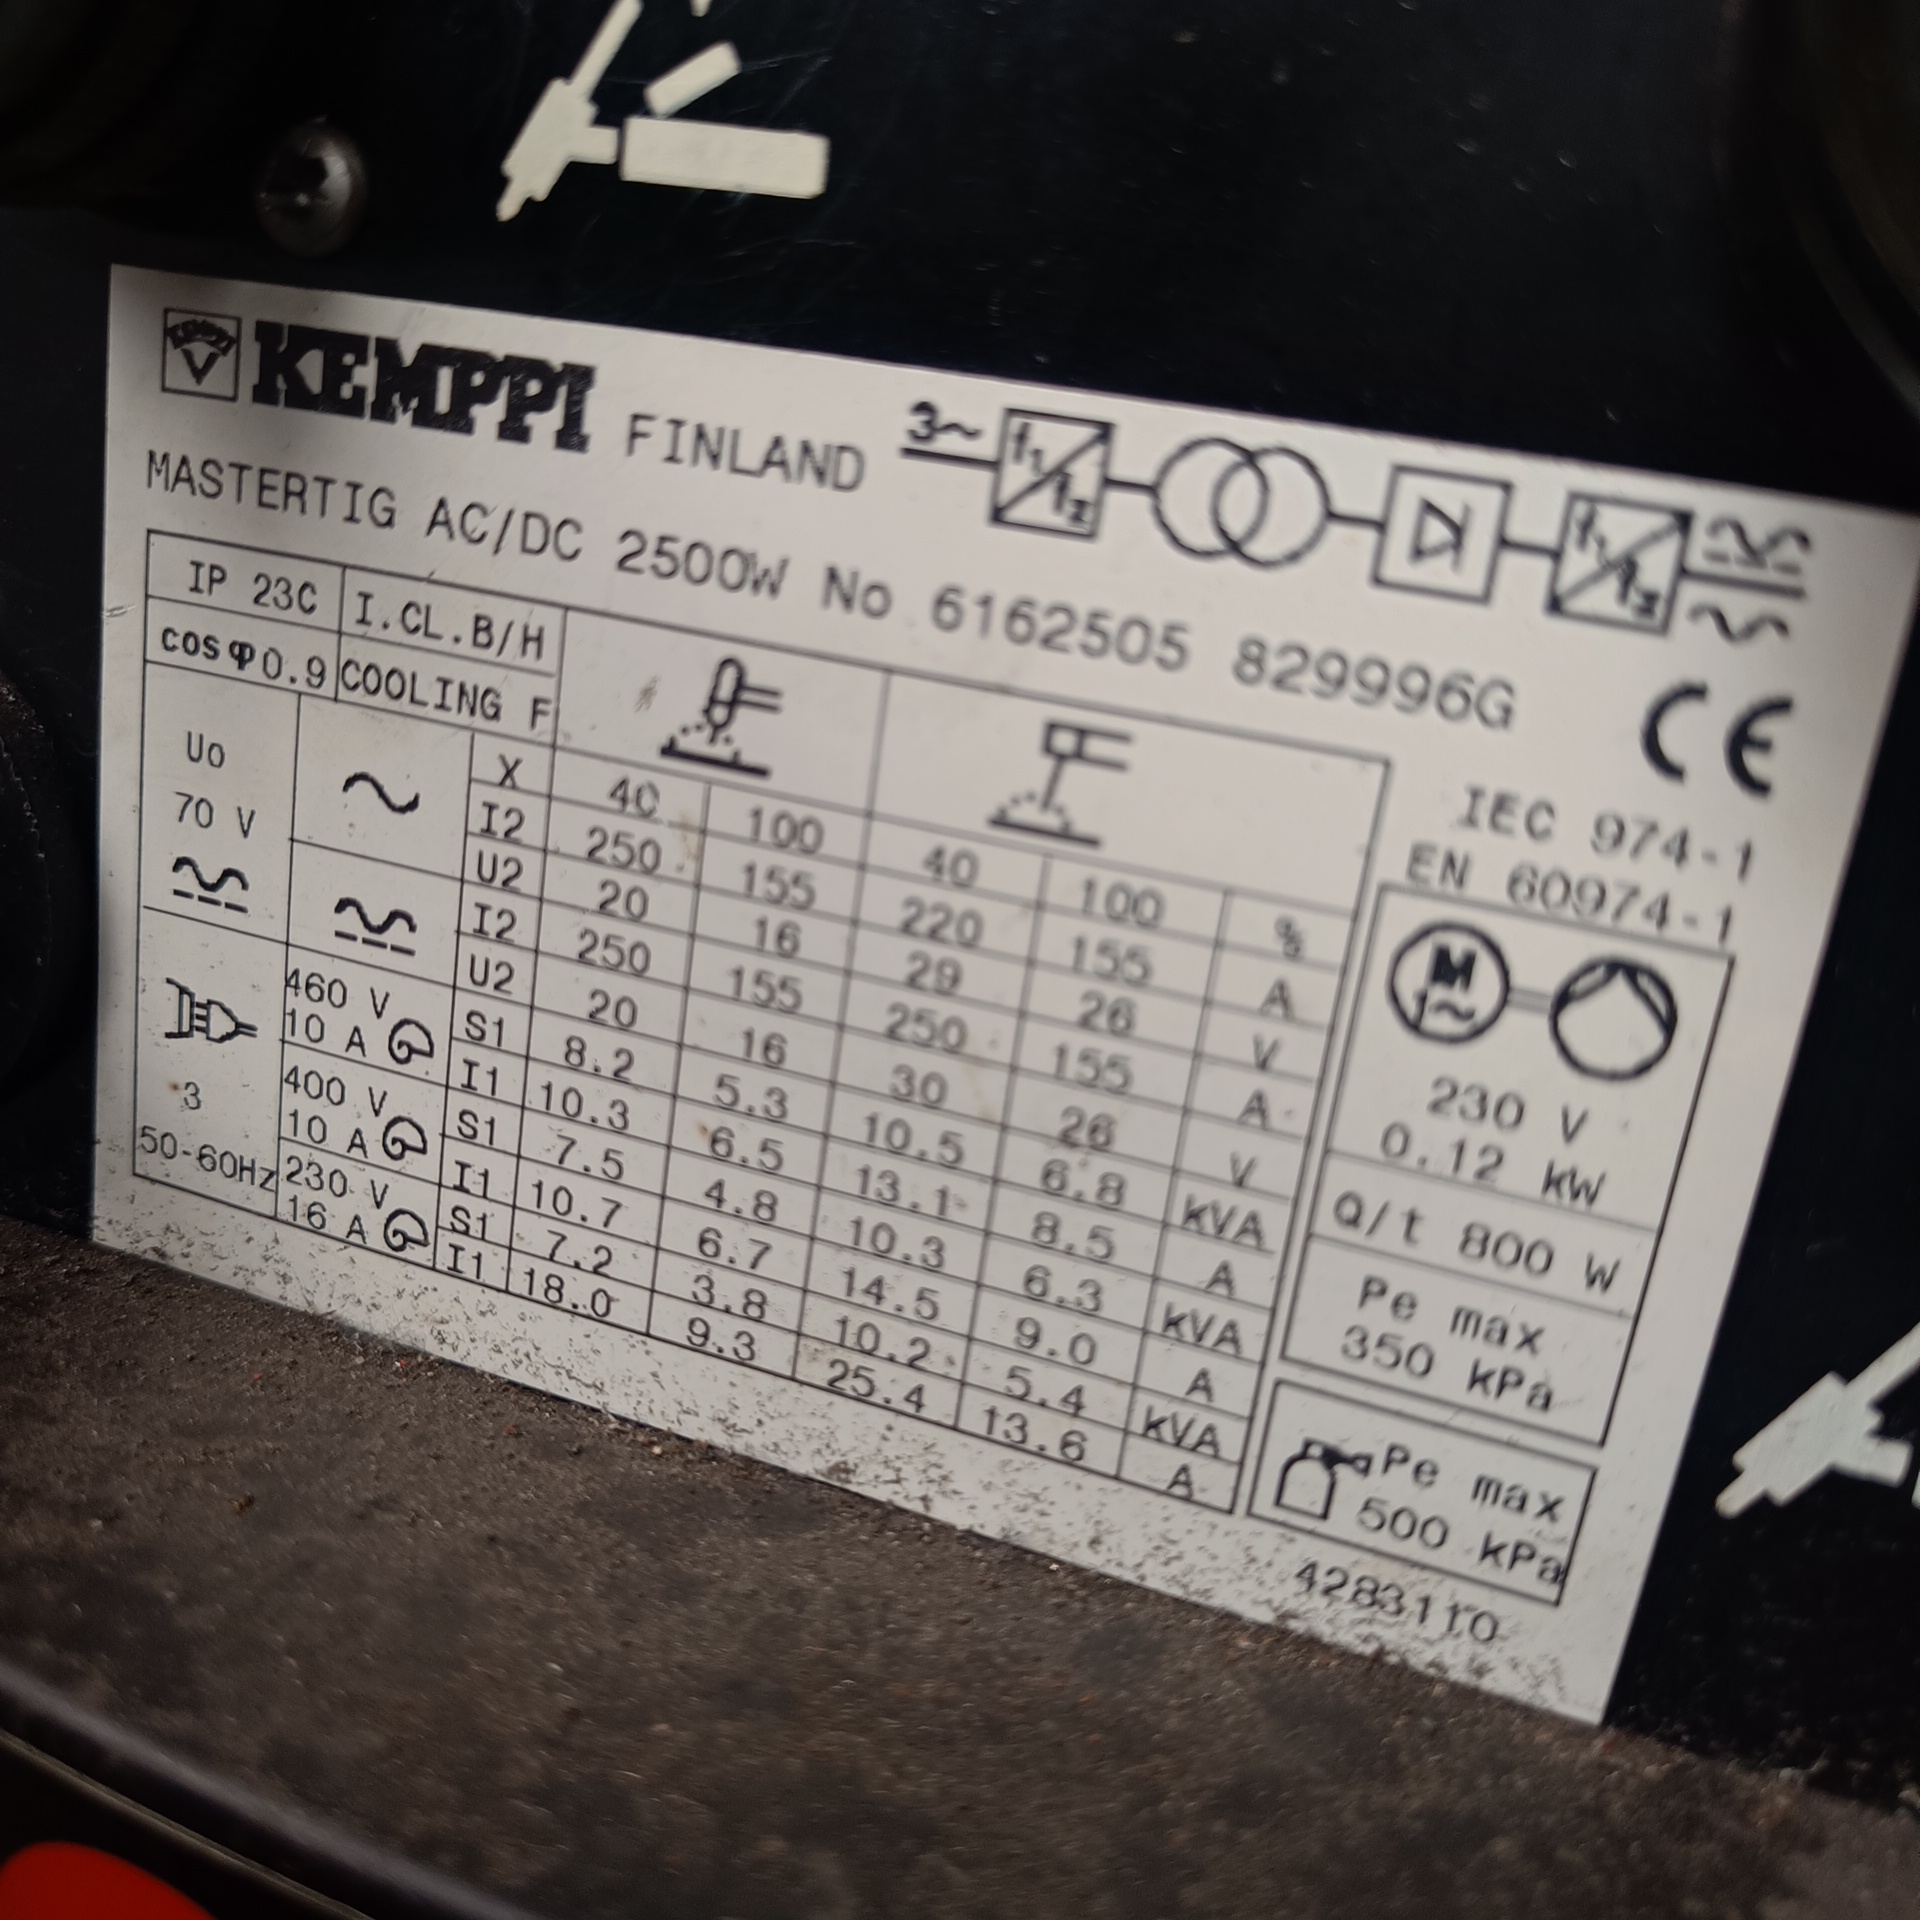 KEMPPI FINLAND 3~ f1/f2 f1/f2
MASTERTIG AC/DC 2500W No 6162505 829996G
CE
IEC 974-1
EN 60974-1
IP 23C I.CL.B/H
cosφ0.9 COOLING F
Uo
70 V
X 40 100 40 100 %
I2 250 155 220 155 A
U2 20 16 29 26 V
I2 250 155 250 155 A
U2 20 16 30 26 V
460 V S1 8.2 5.3 10.5 6.8 kVA
10 A I1 10.3 6.5 13.1 8.5 A
400 V S1 7.5 4.8 10.3 6.3 kVA
10 A I1 10.7 6.7 14.5 9.0 A
230 V S1 7.2 3.8 10.2 5.4 kVA
16 A I1 18.0 9.3 25.4 13.6 A
3
50-60Hz
M
1~
230 V
0.12 kW
Q/t 800 W
Pe max
350 kPa
Pe max
500 kPa
4283110